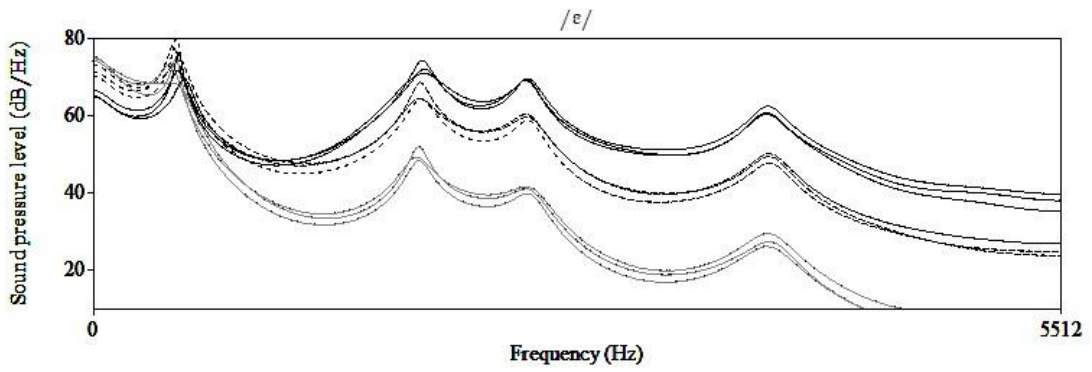 /ε/
Sound pressure level (dB/Hz)
80
60
40
20
0
5512
Frequency (Hz)